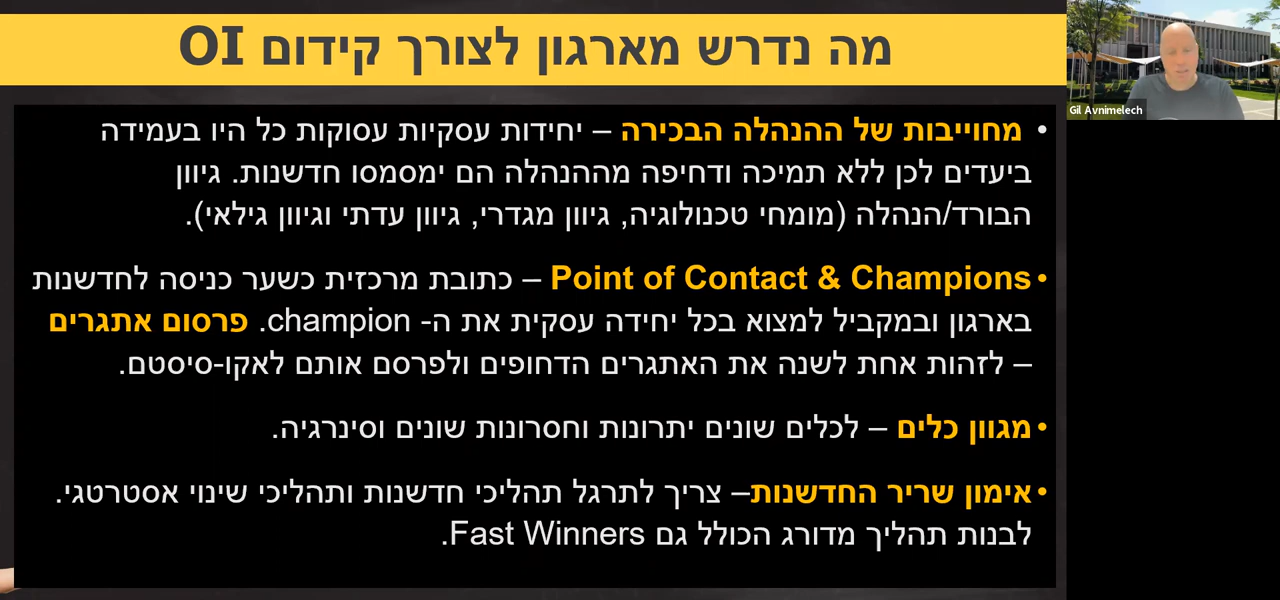 מה נדרש מארגון לצורך קידום OI
Gil Avnimelech
• מחוייבות של ההנהלה הבכירה – יחידות עסקיות עסוקות כל היו בעמידה
ביעדים לכן ללא תמיכה ודחיפה מההנהלה הם ימסמסו חדשנות. גיוון
הבורד/הנהלה (מומחי טכנולוגיה, גיוון מגדרי, גיוון עדתי וגיוון גילאי).
• Point of Contact & Champions – כתובת מרכזית כשער כניסה לחדשנות
בארגון ובמקביל למצוא בכל יחידה עסקית את ה- champion. פרסום אתגרים
– לזהות אחת לשנה את האתגרים הדחופים ולפרסם אותם לאקו-סיסטם.
• מגוון כלים – לכלים שונים יתרונות וחסרונות שונים וסינרגיה.
• אימון שריר החדשנות– צריך לתרגל תהליכי חדשנות ותהליכי שינוי אסטרטגי.
לבנות תהליך מדורג הכולל גם Fast Winners.